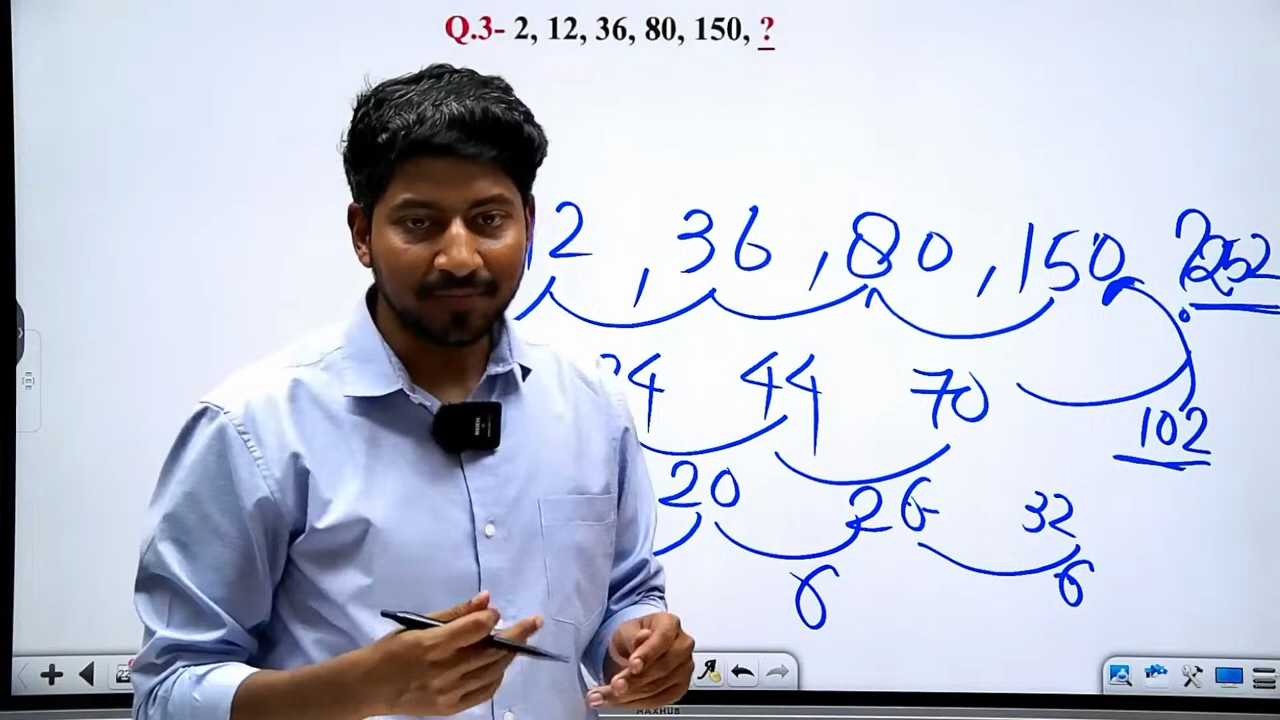 Q.3- 2, 12, 36, 80, 150, ?
12, 36, 80, 150 ? 252
24 44 70 102
20 26 32
6 6
MAXHUB